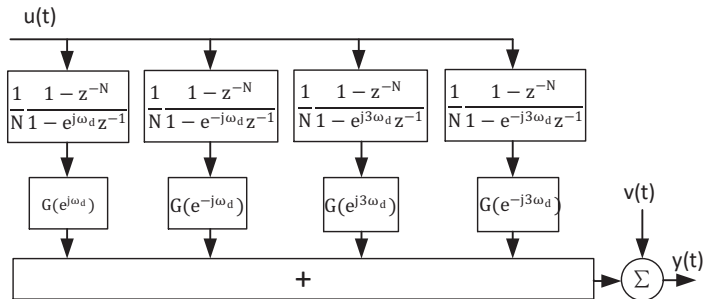 u(t)
1/N (1 − z⁻ᴺ)/(1 − e^{jω_d}z⁻¹)
1/N (1 − z⁻ᴺ)/(1 − e^{−jω_d}z⁻¹)
1/N (1 − z⁻ᴺ)/(1 − e^{j3ω_d}z⁻¹)
1/N (1 − z⁻ᴺ)/(1 − e^{−j3ω_d}z⁻¹)
G(e^{jω_d})
G(e^{−jω_d})
G(e^{j3ω_d})
G(e^{−j3ω_d})
v(t)
+
Σ
y(t)